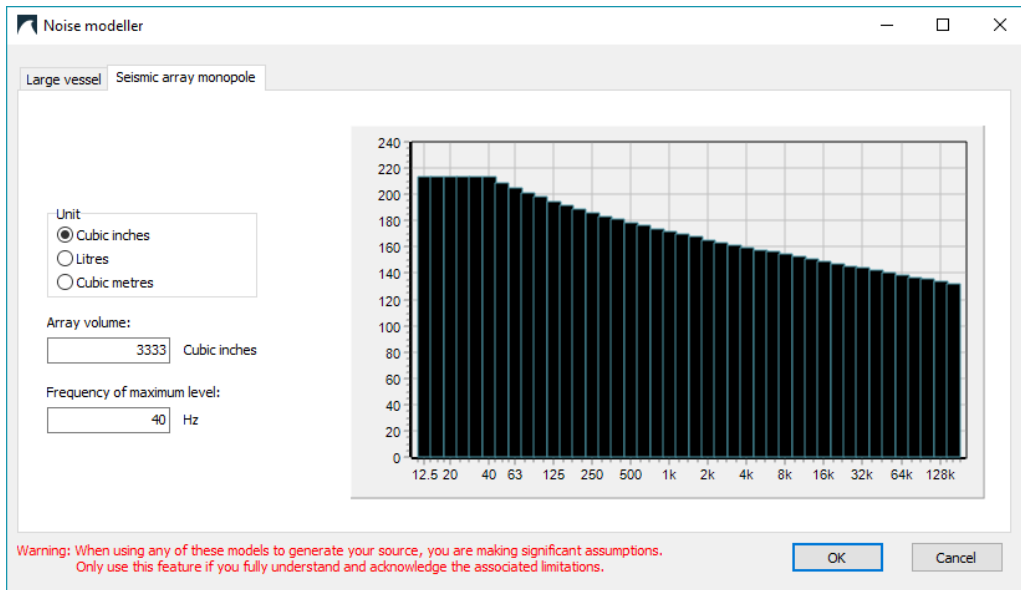 Noise modeller
Large vessel
Seismic array monopole
Unit
Cubic inches
Litres
Cubic metres
Array volume:
3333 Cubic inches
Frequency of maximum level:
40 Hz
240
220
200
180
160
140
120
100
80
60
40
20
0
12.5 20 40 63 125 250 500 1k 2k 4k 8k 16k 32k 64k 128k
Warning: When using any of these models to generate your source, you are making significant assumptions.
Only use this feature if you fully understand and acknowledge the associated limitations.
OK
Cancel